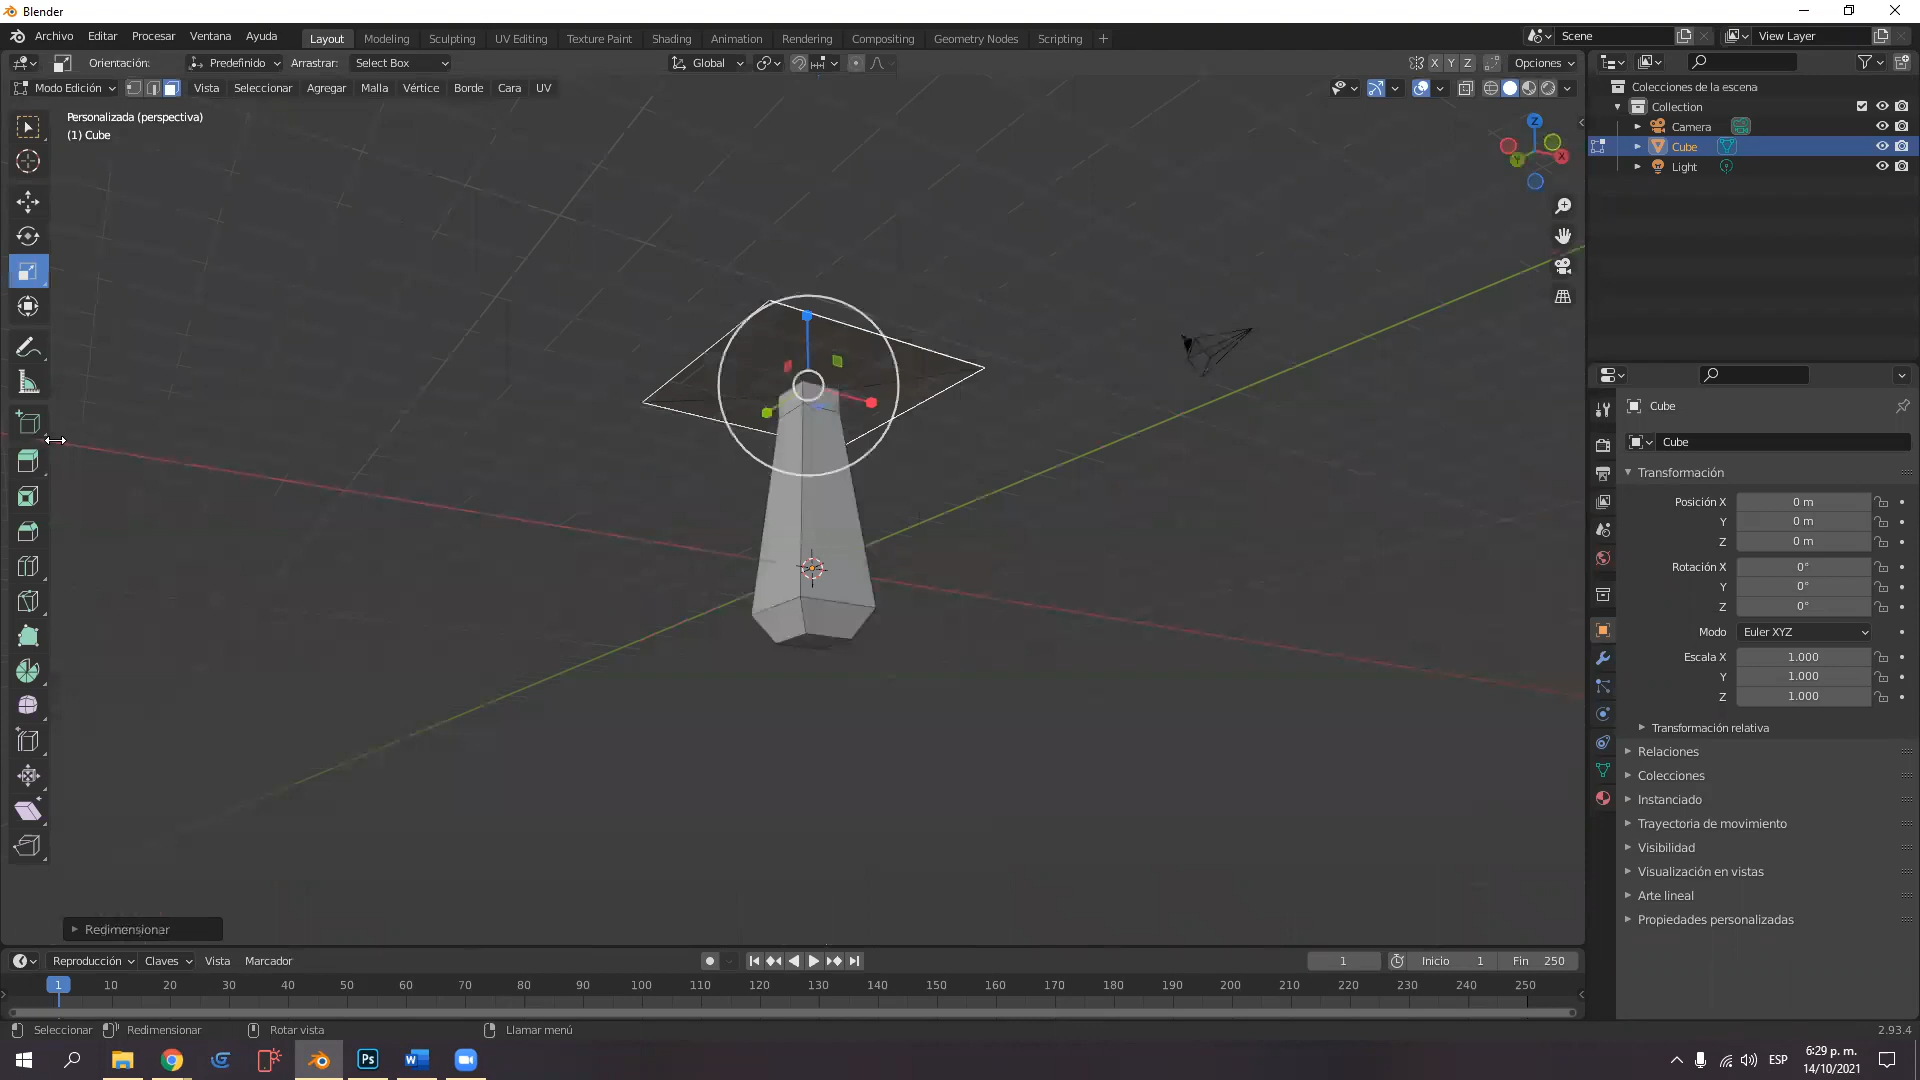 Blender
Archivo Editar Procesar Ventana Ayuda Layout Modeling Sculpting UV Editing Texture Paint Shading Animation Rendering Compositing Geometry Nodes Scripting + Scene View Layer
Orientación: Predefinido Arrastrar: Select Box Global X Y Z Opciones
Modo Edición Vista Seleccionar Agregar Malla Vértice Borde Cara UV
Personalizada (perspectiva)
(1) Cube
Z
X
Y
Colecciones de la escena
Collection
Camera
Cube
Light
Cube
Cube
Transformación
Posición X 0 m
Y 0 m
Z 0 m
Rotación X 0°
Y 0°
Z 0°
Modo Euler XYZ
Escala X 1.000
Y 1.000
Z 1.000
Transformación relativa
Relaciones
Colecciones
Instanciado
Trayectoria de movimiento
Visibilidad
Visualización en vistas
Arte lineal
Propiedades personalizadas
Redimensionar
Reproducción Claves Vista Marcador 1 Inicio 1 Fin 250
1 10 20 30 40 50 60 70 80 90 100 110 120 130 140 150 160 170 180 190 200 210 220 230 240 250
Seleccionar Redimensionar Rotar vista Llamar menú 2.93.4
Ps W ESP 6:29 p. m.
14/10/2021